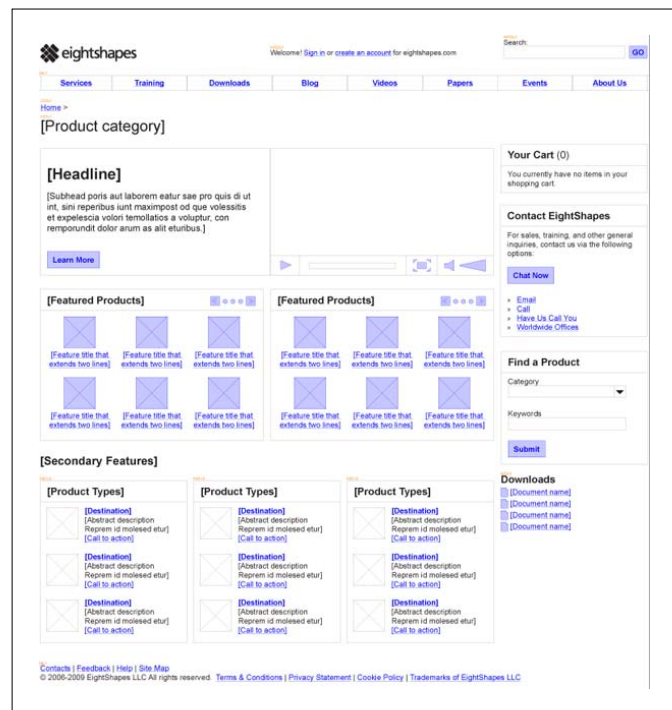 eightshapes
Welcome! Sign in or create an account for eightshapes.com
Search:
GO
Services Training Downloads Blog Videos Papers Events About Us
Home >
[Product category]
[Headline]
[Subhead poris aut laborem eatur sae pro quis di ut
int, sini reperibus iunt maximpost od que volessitis
et expelescia volori temollatios a voluptur, con
remporundit dolor arum as alit eturibus.]
Learn More
[Featured Products]
[Feature title that extends two lines]
[Feature title that extends two lines]
[Feature title that extends two lines]
[Feature title that extends two lines]
[Feature title that extends two lines]
[Feature title that extends two lines]
[Featured Products]
[Feature title that extends two lines]
[Feature title that extends two lines]
[Feature title that extends two lines]
[Feature title that extends two lines]
[Feature title that extends two lines]
[Feature title that extends two lines]
[Secondary Features]
[Product Types]
[Destination]
[Abstract description
Reprem id molesed etur]
[Call to action]
[Destination]
[Abstract description
Reprem id molesed etur]
[Call to action]
[Destination]
[Abstract description
Reprem id molesed etur]
[Call to action]
[Product Types]
[Destination]
[Abstract description
Reprem id molesed etur]
[Call to action]
[Destination]
[Abstract description
Reprem id molesed etur]
[Call to action]
[Destination]
[Abstract description
Reprem id molesed etur]
[Call to action]
[Product Types]
[Destination]
[Abstract description
Reprem id molesed etur]
[Call to action]
[Destination]
[Abstract description
Reprem id molesed etur]
[Call to action]
[Destination]
[Abstract description
Reprem id molesed etur]
[Call to action]
Your Cart (0)
You currently have no items in your
shopping cart.
Contact EightShapes
For sales, training, and other general
inquiries, contact us via the following
options:
Chat Now
» Email
» Call
» Have Us Call You
» Worldwide Offices
Find a Product
Category
Keywords
Submit
Downloads
[Document name]
[Document name]
[Document name]
[Document name]
Contacts | Feedback | Help | Site Map
© 2006-2009 EightShapes LLC All rights reserved. Terms & Conditions | Privacy Statement | Cookie Policy | Trademarks of EightShapes LLC